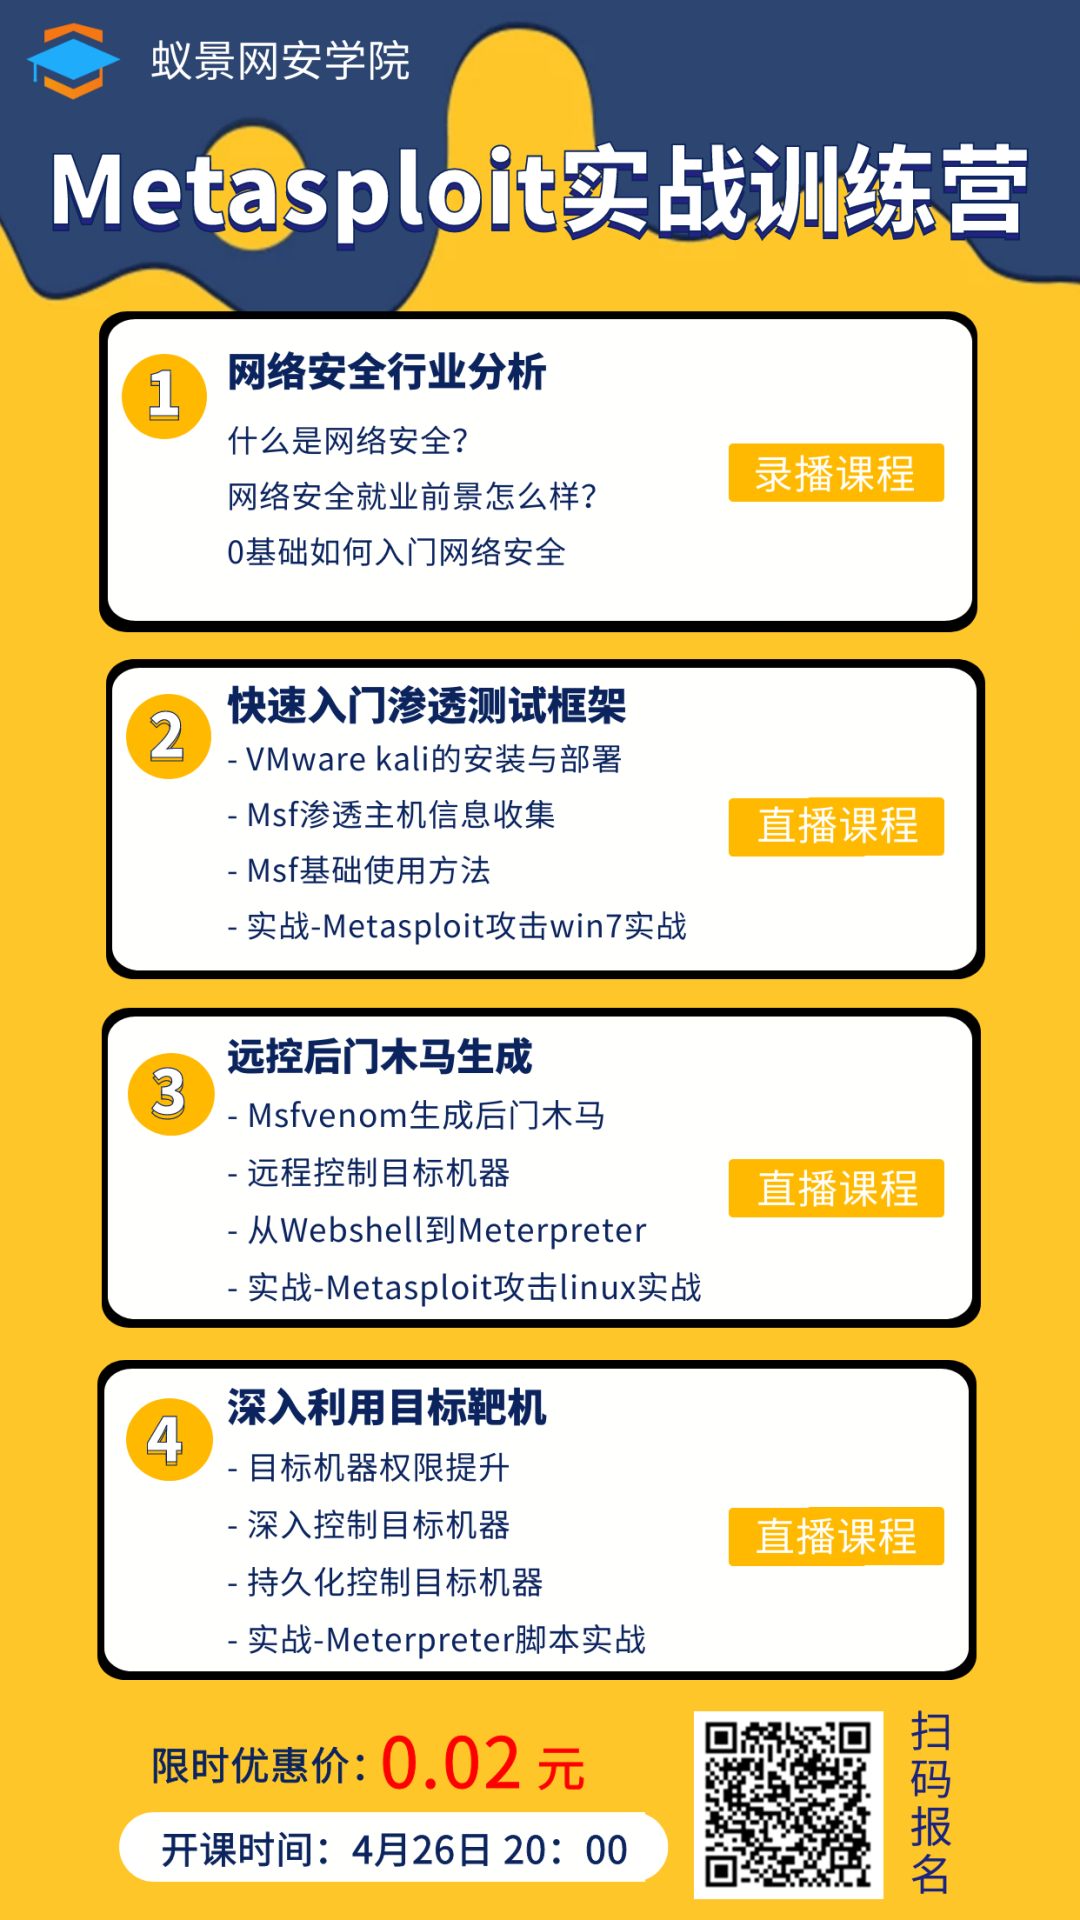 蚁景网安学院
Metasploit实战训练营
1
网络安全行业分析
什么是网络安全?
网络安全就业前景怎么样?
0基础如何入门网络安全
录播课程
2
快速入门渗透测试框架
- VMware kali的安装与部署
- Msf渗透主机信息收集
- Msf基础使用方法
- 实战-Metasploit攻击win7实战
直播课程
3
远控后门木马生成
- Msfvenom生成后门木马
- 远程控制目标机器
- 从Webshell到Meterpreter
- 实战-Metasploit攻击linux实战
直播课程
4
深入利用目标靶机
- 目标机器权限提升
- 深入控制目标机器
- 持久化控制目标机器
- 实战-Meterpreter脚本实战
直播课程
限时优惠价：0.02 元
开课时间：4月26日 20：00
扫码报名